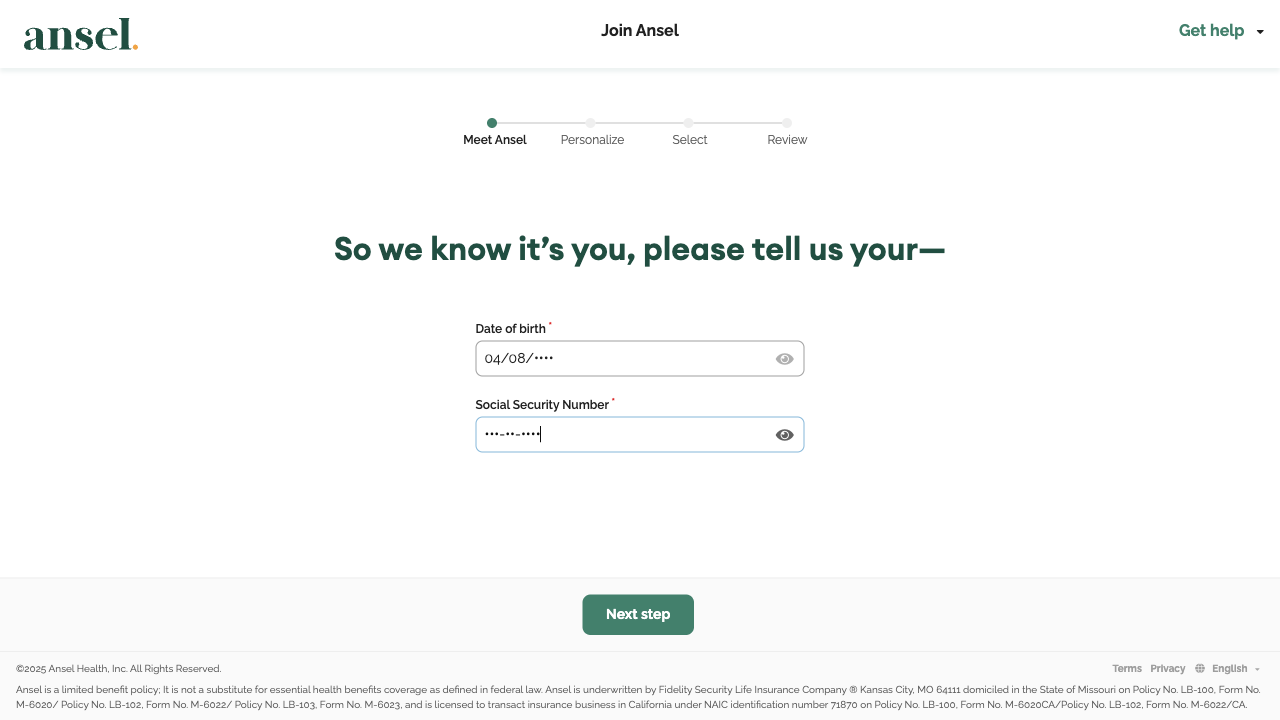 ansel.
Join Ansel
Get help
Meet Ansel
Personalize
Select
Review
So we know it’s you, please tell us your—
Date of birth *
04/08/••••
Social Security Number *
•••-••-••••
Next step
©2025 Ansel Health, Inc. All Rights Reserved.
Terms Privacy English
Ansel is a limited benefit policy; It is not a substitute for essential health benefits coverage as defined in federal law. Ansel is underwritten by Fidelity Security Life Insurance Company ® Kansas City, MO 64111 domiciled in the State of Missouri on Policy No. LB-100, Form No.
M-6020/ Policy No. LB-102, Form No. M-6022/ Policy No. LB-103, Form No. M-6023, and is licensed to transact insurance business in California under NAIC identification number 71870 on Policy No. LB-100, Form No. M-6020CA/Policy No. LB-102, Form No. M-6022/CA.